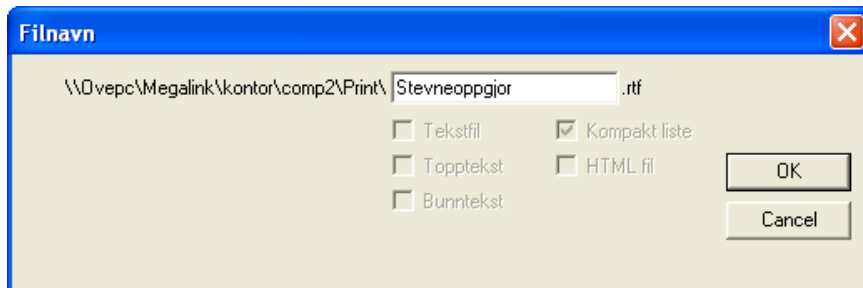 Filnavn
\\Ovepc\Megalink\kontor\comp2\Print\ Stevneoppgjor .rtf
Tekstfil Kompakt liste
Topptekst HTML fil
OK
Bunntekst
Cancel